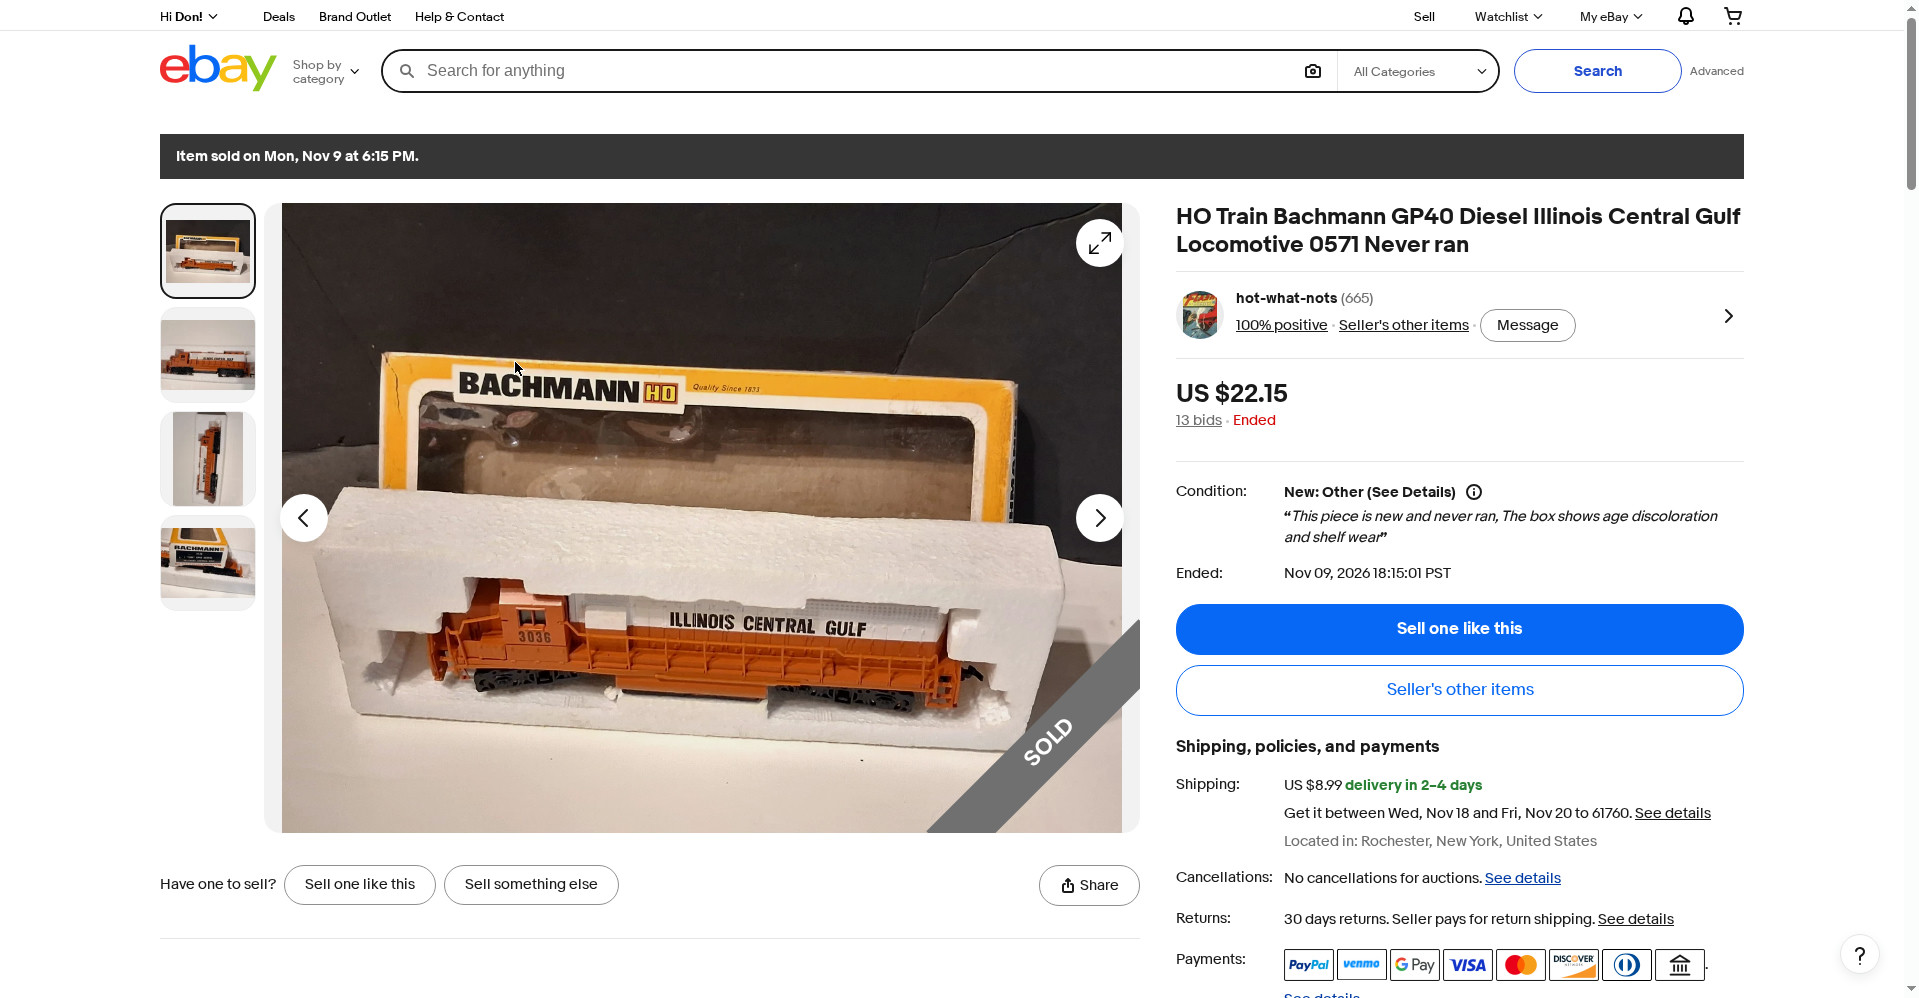 Hi Don!
Deals
Brand Outlet
Help & Contact
Sell
Watchlist
My eBay
ebay
Shop by category
Search for anything
All Categories
Search
Advanced
Item sold on Mon, Nov 9 at 6:15 PM.
BACHMANN HO
Quality Since 1833
ILLINOIS CENTRAL GULF
3036
SOLD
Have one to sell?
Sell one like this
Sell something else
Share
HO Train Bachmann GP40 Diesel Illinois Central Gulf
Locomotive 0571 Never ran
hot-what-nots (665)
100% positive · Seller's other items · Message
US $22.15
13 bids · Ended
Condition: New: Other (See Details)
“This piece is new and never ran, The box shows age discoloration
and shelf wear”
Ended: Nov 09, 2026 18:15:01 PST
Sell one like this
Seller's other items
Shipping, policies, and payments
Shipping: US $8.99 delivery in 2–4 days
Get it between Wed, Nov 18 and Fri, Nov 20 to 61760. See details
Located in: Rochester, New York, United States
Cancellations: No cancellations for auctions. See details
Returns: 30 days returns. Seller pays for return shipping. See details
Payments: PayPal venmo G Pay VISA DISCOVER
See details
?